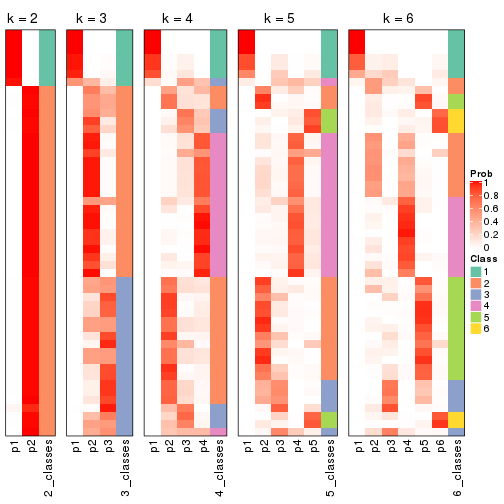 k = 2
k = 3
k = 4
k = 5
k = 6
Prob
1
0.8
0.6
0.4
0.2
0
Class
1
2
3
4
5
6
p1
p2
2_classes
p1
p2
p3
3_classes
p1
p2
p3
p4
4_classes
p1
p2
p3
p4
p5
5_classes
p1
p2
p3
p4
p5
p6
6_classes